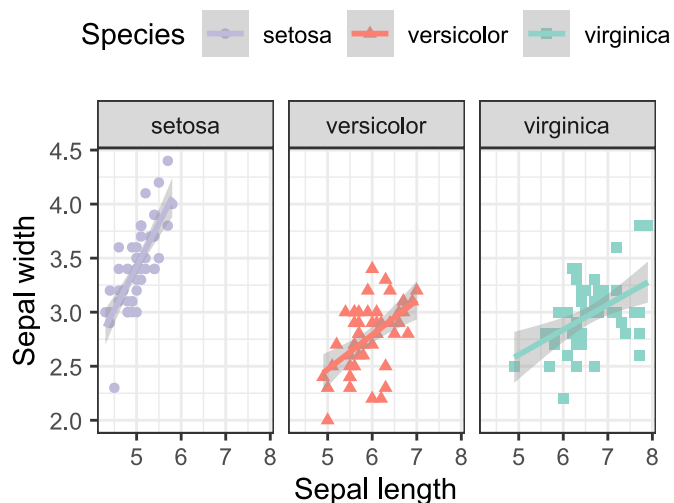 Species setosa versicolor virginica
setosa versicolor virginica
4.5
4.0
3.5
3.0
2.5
2.0
Sepal width
5 6 7 8 5 6 7 8 5 6 7 8
Sepal length